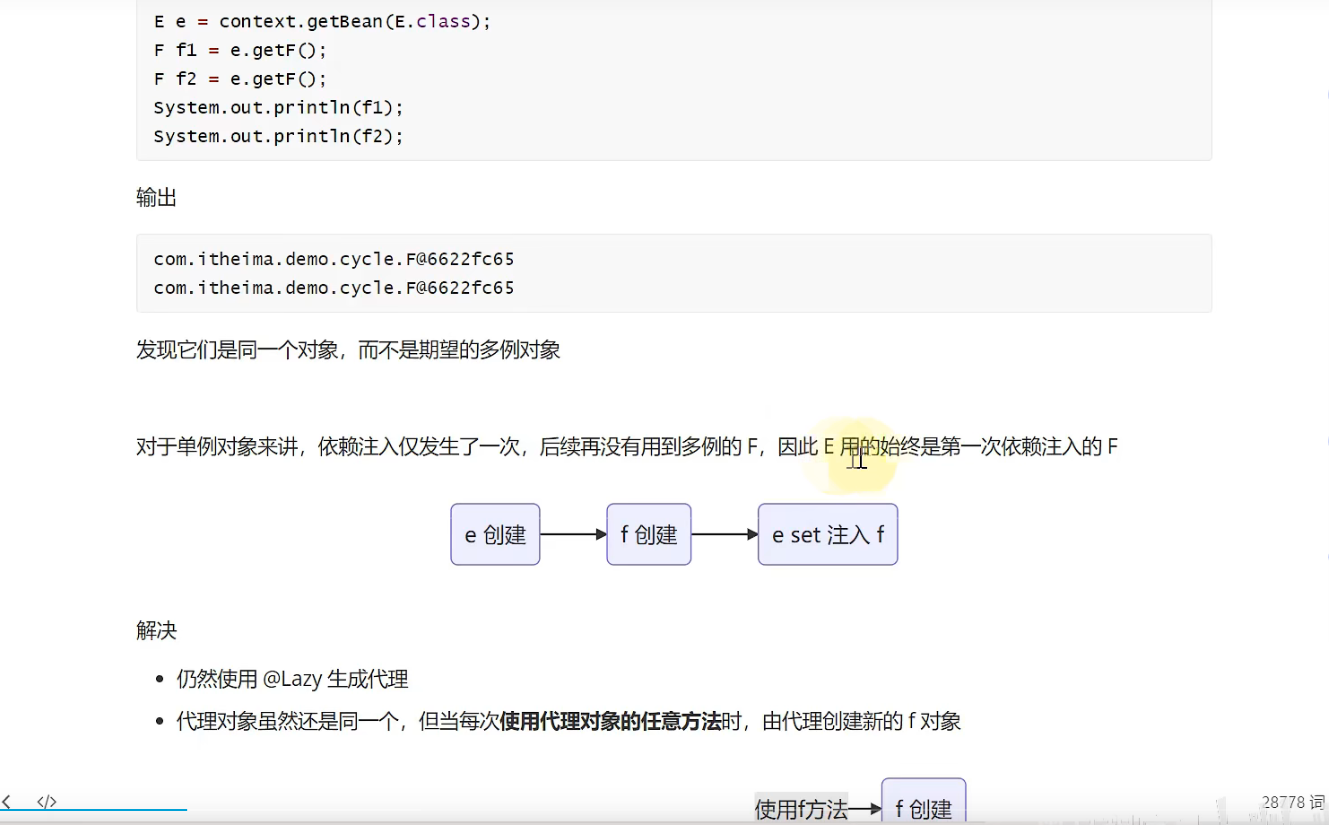 E e = context.getBean(E.class);
F f1 = e.getF();
F f2 = e.getF();
System.out.println(f1);
System.out.println(f2);
输出
com.itheima.demo.cycle.F@6622fc65
com.itheima.demo.cycle.F@6622fc65
发现它们是同一个对象，而不是期望的多例对象
对于单例对象来讲，依赖注入仅发生了一次，后续再没有用到多例的 F，因此 E 用的始终是第一次依赖注入的 F
e 创建
f 创建
e set 注入 f
解决
• 仍然使用 @Lazy 生成代理
• 代理对象虽然还是同一个，但当每次使用代理对象的任意方法时，由代理创建新的 f 对象
使用f方法
f 创建
</> 28778 词